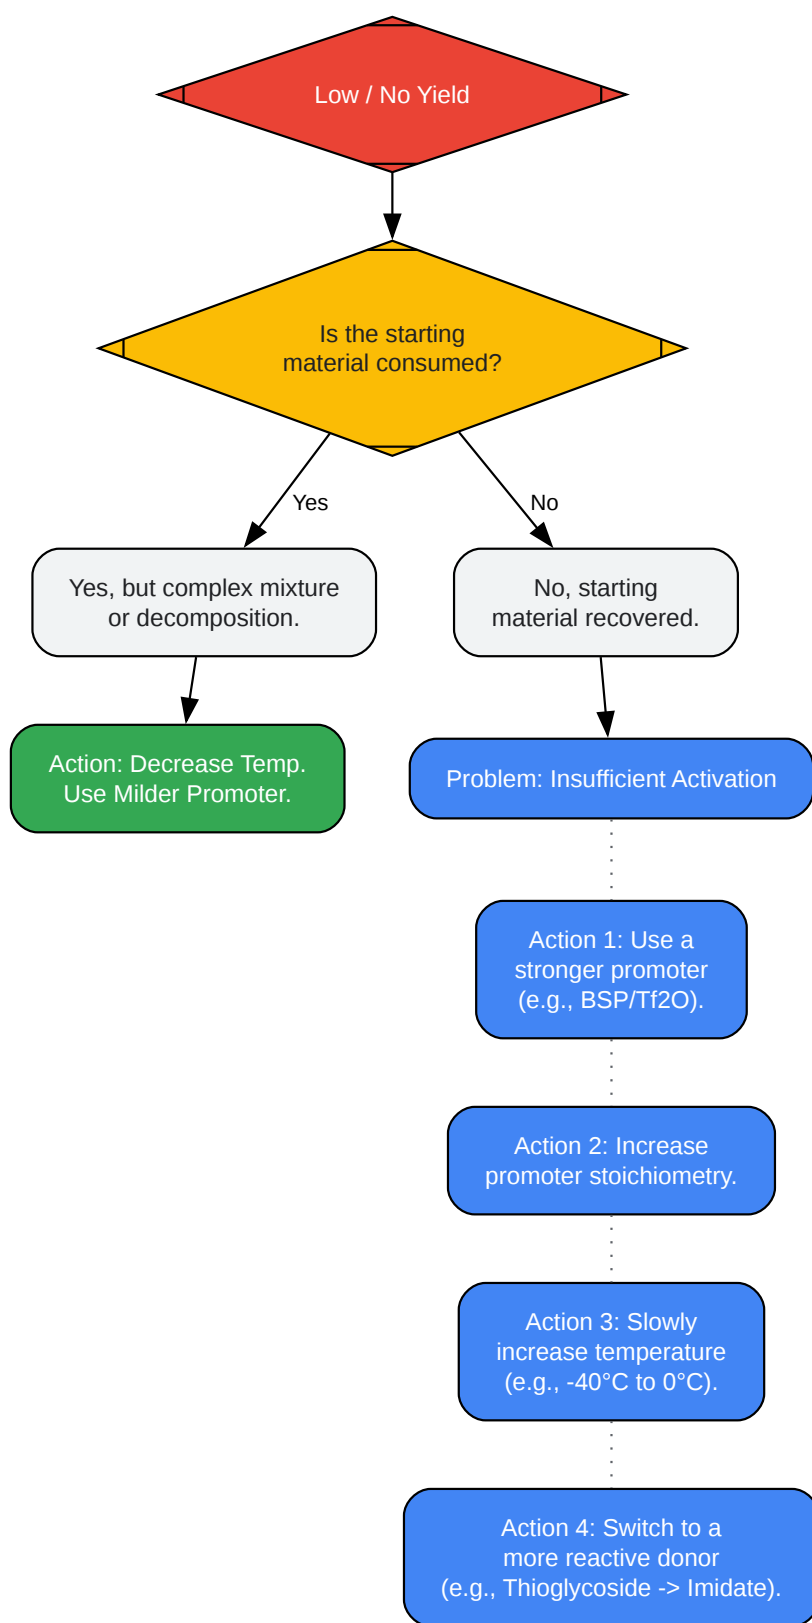 Low / No Yield
Is the starting
material consumed?
Yes
No
Yes, but complex mixture
or decomposition.
No, starting
material recovered.
Action: Decrease Temp.
Use Milder Promoter.
Problem: Insufficient Activation
Action 1: Use a
stronger promoter
(e.g., BSP/Tf2O).
Action 2: Increase
promoter stoichiometry.
Action 3: Slowly
increase temperature
(e.g., -40°C to 0°C).
Action 4: Switch to a
more reactive donor
(e.g., Thioglycoside -> Imidate).